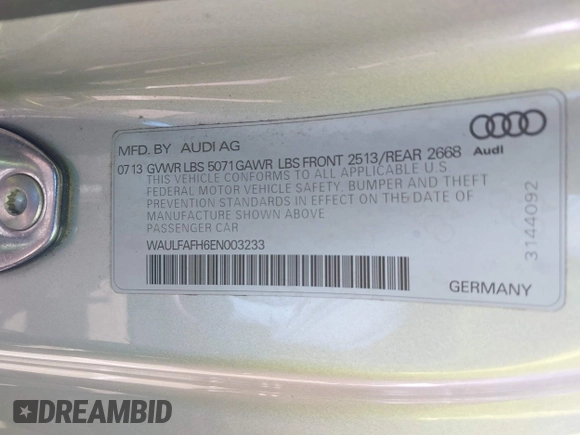 MFD. BY AUDI AG
07 13 GVWR LBS 5071 GAWR LBS FRONT 2513/REAR 2668
THIS VEHICLE CONFORMS TO ALL APPLICABLE U.S.
FEDERAL MOTOR VEHICLE SAFETY, BUMPER AND THEFT
PREVENTION STANDARDS IN EFFECT ON THE DATE OF
MANUFACTURE SHOWN ABOVE
PASSENGER CAR
WAULFAFH6EN003233
Audi
3144092
GERMANY
DREAMBID